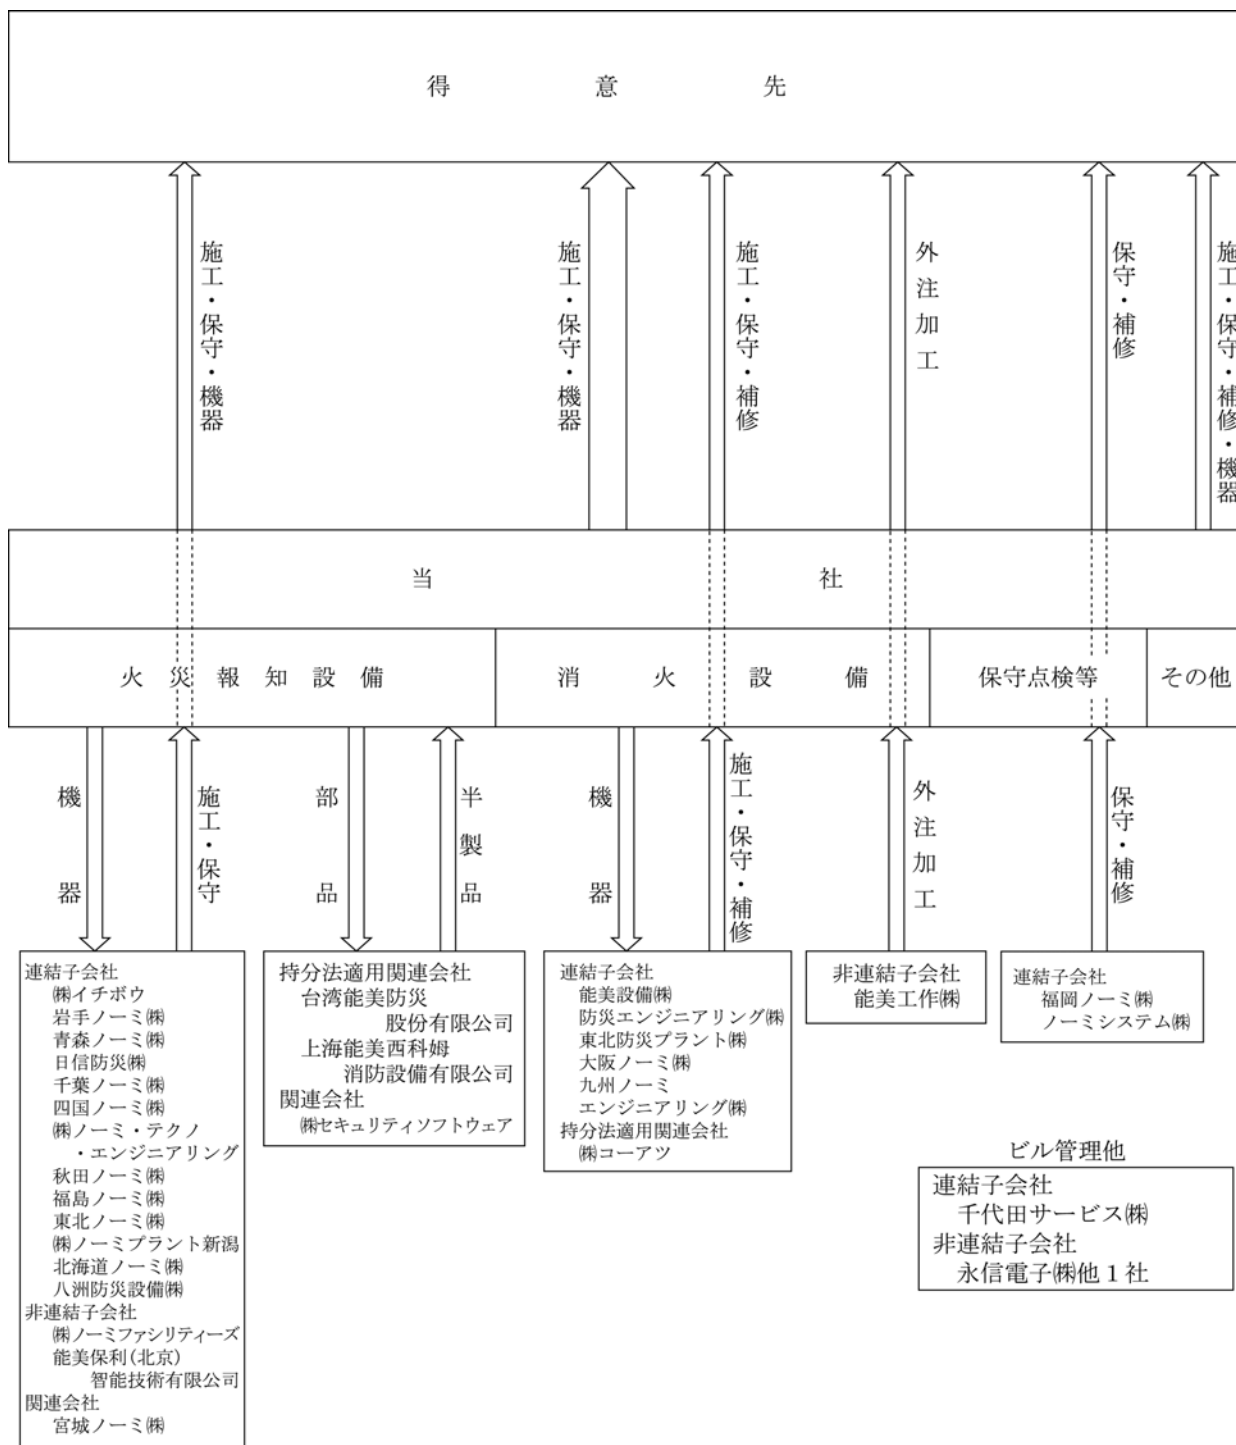 得意先
施工・保守・機器
施工・保守・機器
施工・保守・補修
外注加工
保守・補修
施工・保守・補修・機器
当社
火災報知設備
消火設備
保守点検等
その他
機器
施工・保守
部品
半製品
機器
施工・保守・補修
外注加工
保守・補修
連結子会社
㈱イチボウ
岩手ノーミ㈱
青森ノーミ㈱
日信防災㈱
千葉ノーミ㈱
四国ノーミ㈱
㈱ノーミ・テクノ
・エンジニアリング
秋田ノーミ㈱
福島ノーミ㈱
東北ノーミ㈱
㈱ノーミプラント新潟
北海道ノーミ㈱
八洲防災設備㈱
非連結子会社
㈱ノーミファシリティーズ
能美保利(北京)
智能技術有限公司
関連会社
宮城ノーミ㈱
持分法適用関連会社
台湾能美防災
股份有限公司
上海能美西科姆
消防設備有限公司
関連会社
㈱セキュリティソフトウェア
連結子会社
能美設備㈱
防災エンジニアリング㈱
東北防災プラント㈱
大阪ノーミ㈱
九州ノーミ
エンジニアリング㈱
持分法適用関連会社
㈱コーアツ
非連結子会社
能美工作㈱
連結子会社
福岡ノーミ㈱
ノーミシステム㈱
ビル管理他
連結子会社
千代田サービス㈱
非連結子会社
永信電子㈱他1社